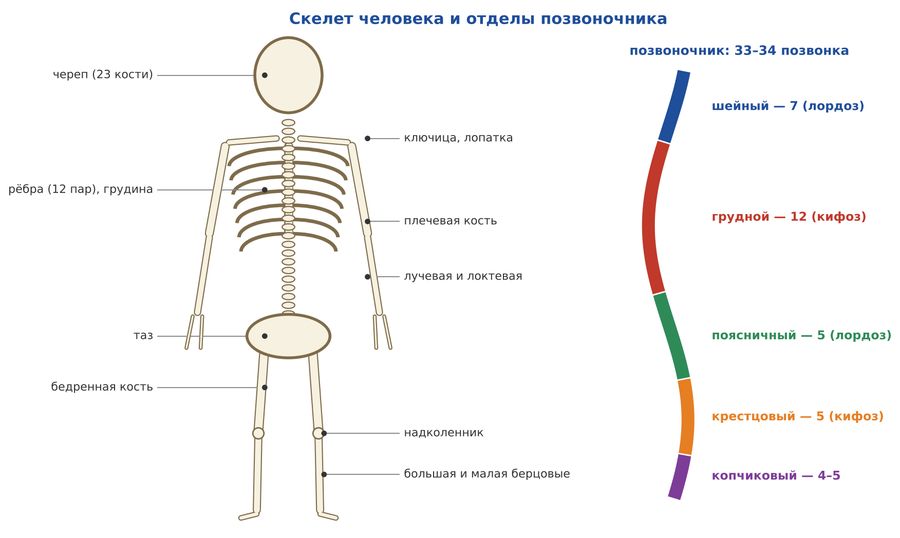 Скелет человека и отделы позвоночника
череп (23 кости)
рёбра (12 пар), грудина
таз
бедренная кость
ключица, лопатка
плечевая кость
лучевая и локтевая
надколенник
большая и малая берцовые
позвоночник: 33–34 позвонка
шейный — 7 (лордоз)
грудной — 12 (кифоз)
поясничный — 5 (лордоз)
крестцовый — 5 (кифоз)
копчиковый — 4–5